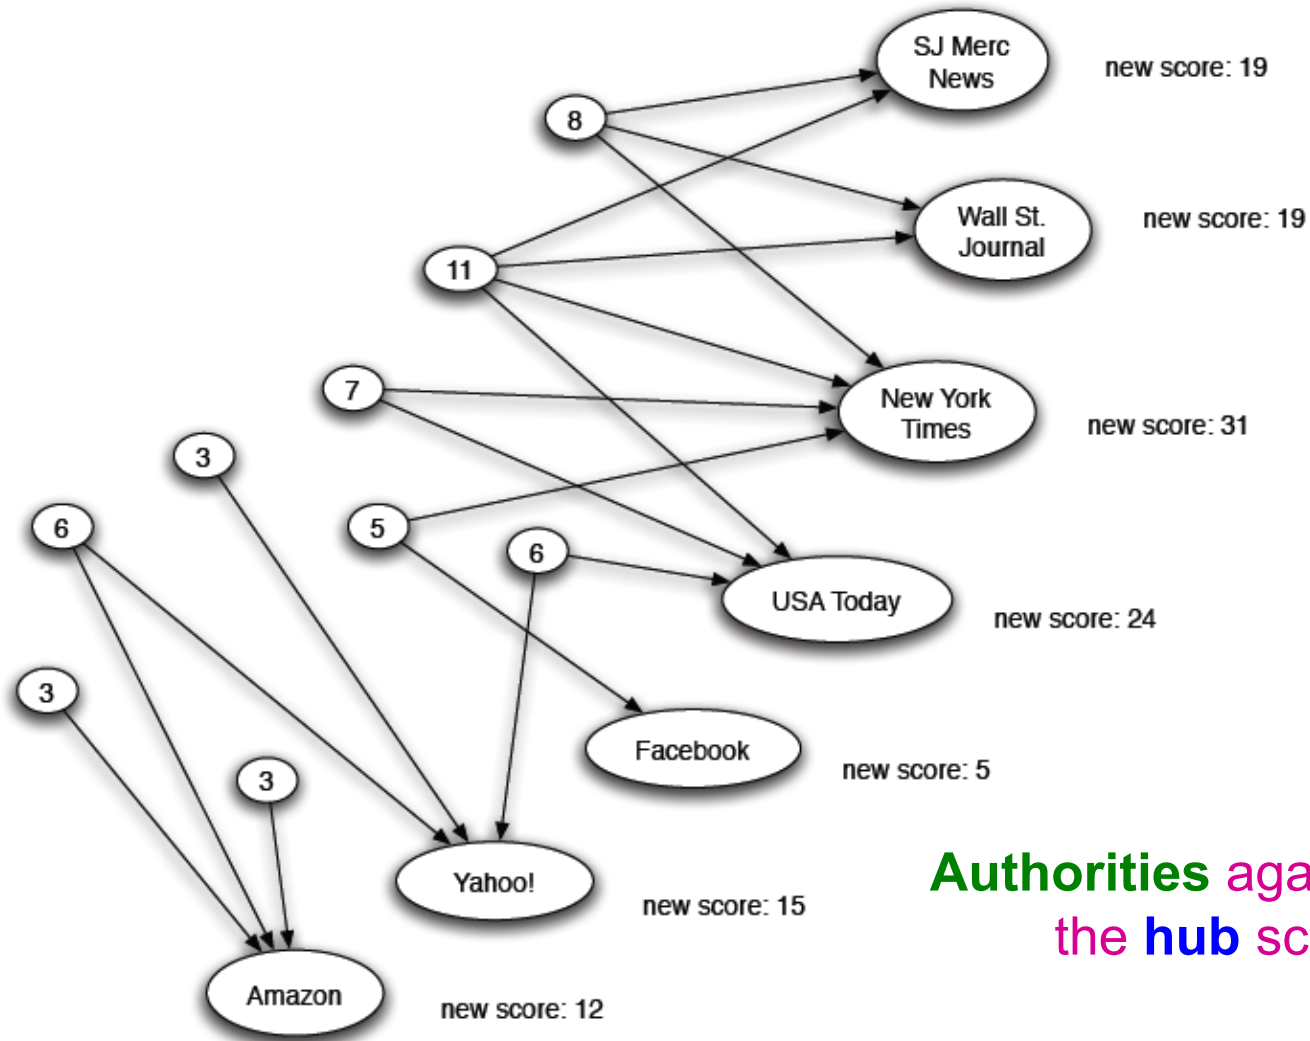 SJ Merc
News
new score: 19
8
Wall St.
Journal
new score: 19
11
7
New York
Times
new score: 31
3
6
5
6
USA Today
new score: 24
3
Facebook
new score: 5
3
Yahoo!
new score: 15
Authorities aga
the hub sc
Amazon
new score: 12